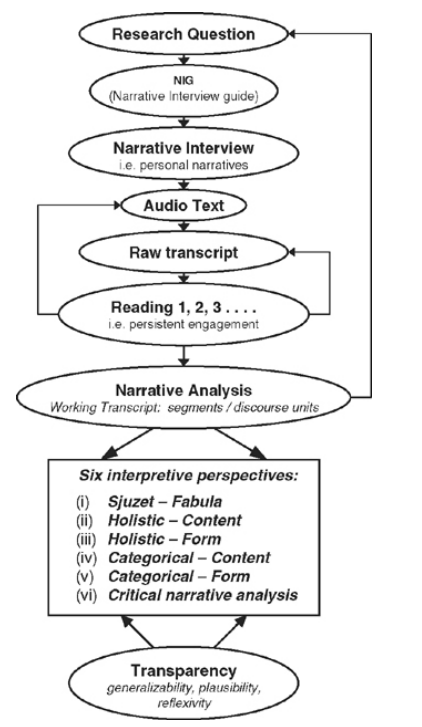 Research Question
NIG
(Narrative Interview guide)
Narrative Interview
i.e. personal narratives
Audio Text
Raw transcript
Reading 1, 2, 3 . . . .
i.e. persistent engagement
Narrative Analysis
Working Transcript: segments / discourse units
Six interpretive perspectives:
(i) Sjuzet – Fabula
(ii) Holistic – Content
(iii) Holistic – Form
(iv) Categorical – Content
(v) Categorical – Form
(vi) Critical narrative analysis
Transparency
generalizability, plausibility,
reflexivity